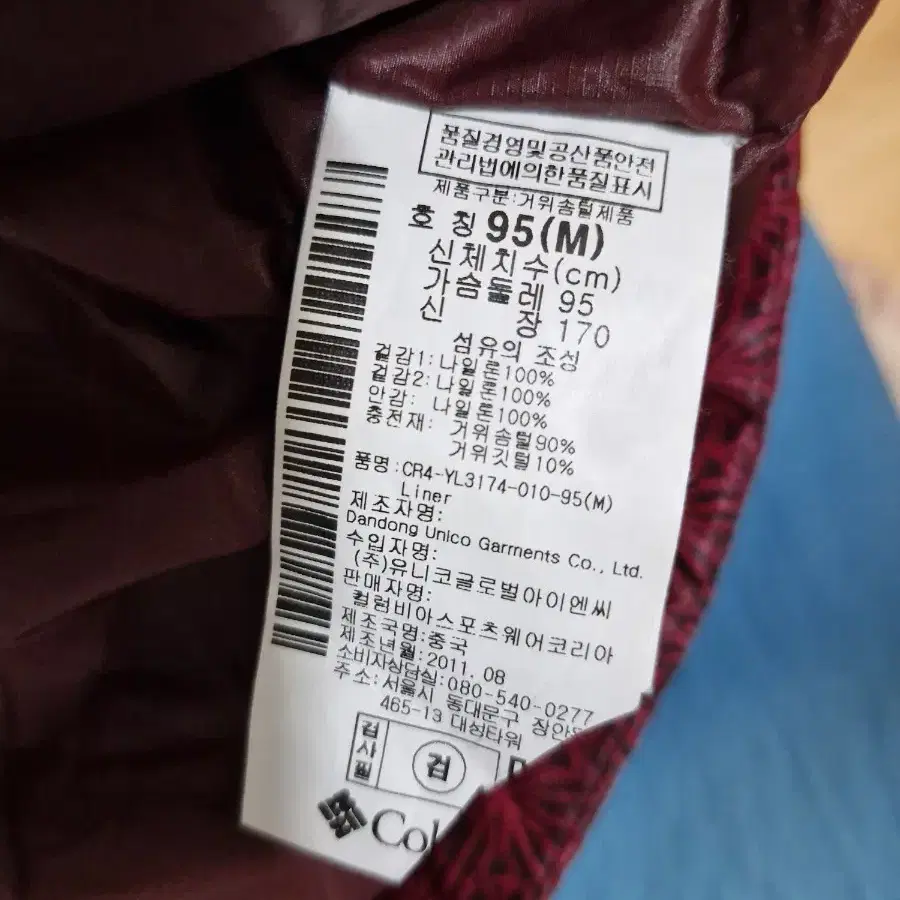 품질경영및공산품안전
관리법에의한품질표시
제품구분:거위솜털제품
호 칭 95(M)
신체치수(cm)
가슴둘레 95
신 장 170
섬유의 조성
겉감1: 나일론100%
겉감2: 나일론100%
안감: 나일론100%
충전재: 거위솜털90%
거위깃털10%
품명:CR4-YL3174-010-95(M)
Liner
제조자명:
Dandong Unico Garments Co., Ltd.
수입자명:
(주)유니코글로벌아이엔씨
판매자명:
컬럼비아스포츠웨어코리아
제조국명:중국
제조년월:2011. 08
소비자상담실:080-540-0277
주 소:서울시 동대문구 장안
465-13 대성타워
검사필 검
Col